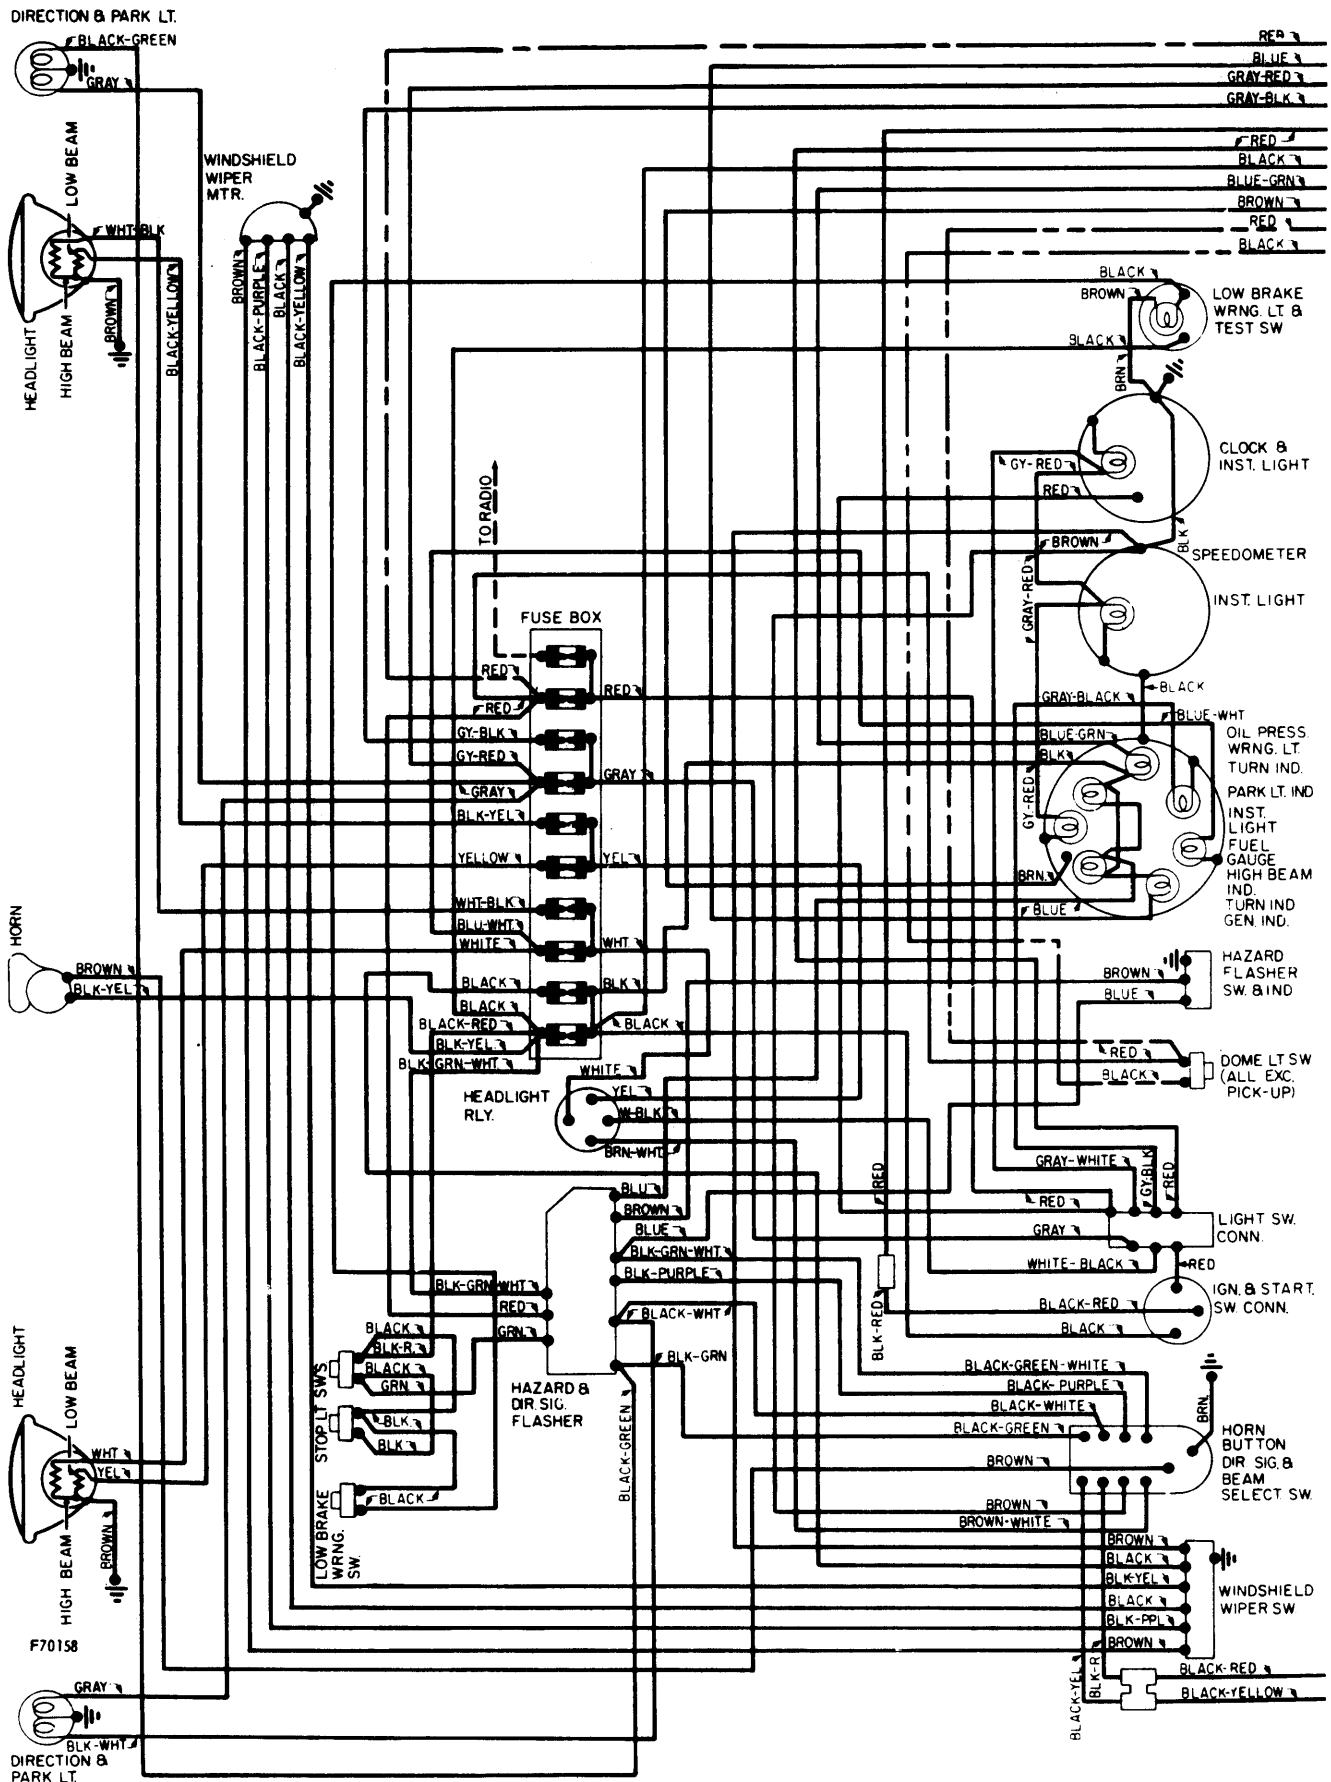 DIRECTION & PARK LT.
BLACK-GREEN
GRAY
RED
BLUE
GRAY-RED
GRAY-BLK.
RED
BLACK
BLUE-GRN
BROWN
RED
BLACK
LOW BEAM
WINDSHIELD
WIPER
MTR.
WHT-BLK
HEADLIGHT
HIGH BEAM
BROWN
BLACK-YELLOW
BROWN
BLACK-PURPLE
BLACK
BLACK-YELLOW
BLACK
BROWN
LOW BRAKE
WRNG. LT. &
TEST SW
BLACK
BRN
CLOCK &
INST. LIGHT
GY-RED
RED
BROWN
BLK
SPEEDOMETER
GRAY-RED
INST. LIGHT
TO RADIO
FUSE BOX
RED
RED
RED
GY-BLK
GY-RED
GRAY
GRAY
BLK-YEL
YELLOW
YEL
WHT-BLK
BLU-WHT
WHITE
WHT
BLACK
BLK
BLACK
BLACK-RED
BLACK
BLK-YEL.
BLK-GRN-WHT
BLACK
GRAY-BLACK
BLUE-WHT
BLUE-GRN
BLK
GY-RED
OIL PRESS.
WRNG. LT.
TURN IND.
PARK LT. IND
INST.
LIGHT
FUEL
GAUGE
HIGH BEAM
IND.
TURN IND
GEN. IND.
BRN.
BLUE
HORN
BROWN
BLK-YEL
BROWN
BLUE
HAZARD
FLASHER
SW. & IND
RED
BLACK
DOME LT SW
(ALL EXC.
PICK-UP)
HEADLIGHT
RLY.
WHITE
YEL
W-BLK
BRN-WHT
GRAY-WHITE
GY-BLK
RED
RED
RED
GRAY
WHITE-BLACK
RED
LIGHT SW.
CONN.
BLU
BROWN
BLUE
BLK-GRN-WHT
BLK-PURPLE
BLACK-WHT
BLK-GRN
BLK-GRN-WHT
RED
GRN
HAZARD &
DIR. SIG.
FLASHER
BLACK-GREEN
BLK-RED
BLACK-RED
BLACK
IGN. & START.
SW. CONN.
BLACK
BLK-R.
BLACK
GRN
BLK.
BLK
STOP LT SWS
BLACK
LOW BRAKE
WRNG.
SW.
BLACK-GREEN-WHITE
BLACK-PURPLE
BLACK-WHITE
BLACK-GREEN
BROWN
BROWN
BROWN-WHITE
BRN.
HORN
BUTTON
DIR SIG. &
BEAM
SELECT. SW.
HEADLIGHT
LOW BEAM
WHT
YEL
HIGH BEAM
BROWN
F70158
BROWN
BLACK
BLK-YEL
BLACK
BLK-PPL
BROWN
WINDSHIELD
WIPER SW
BLACK-YEL
BLK-R
BLACK-RED
BLACK-YELLOW
GRAY
BLK-WHT
DIRECTION &
PARK LT.